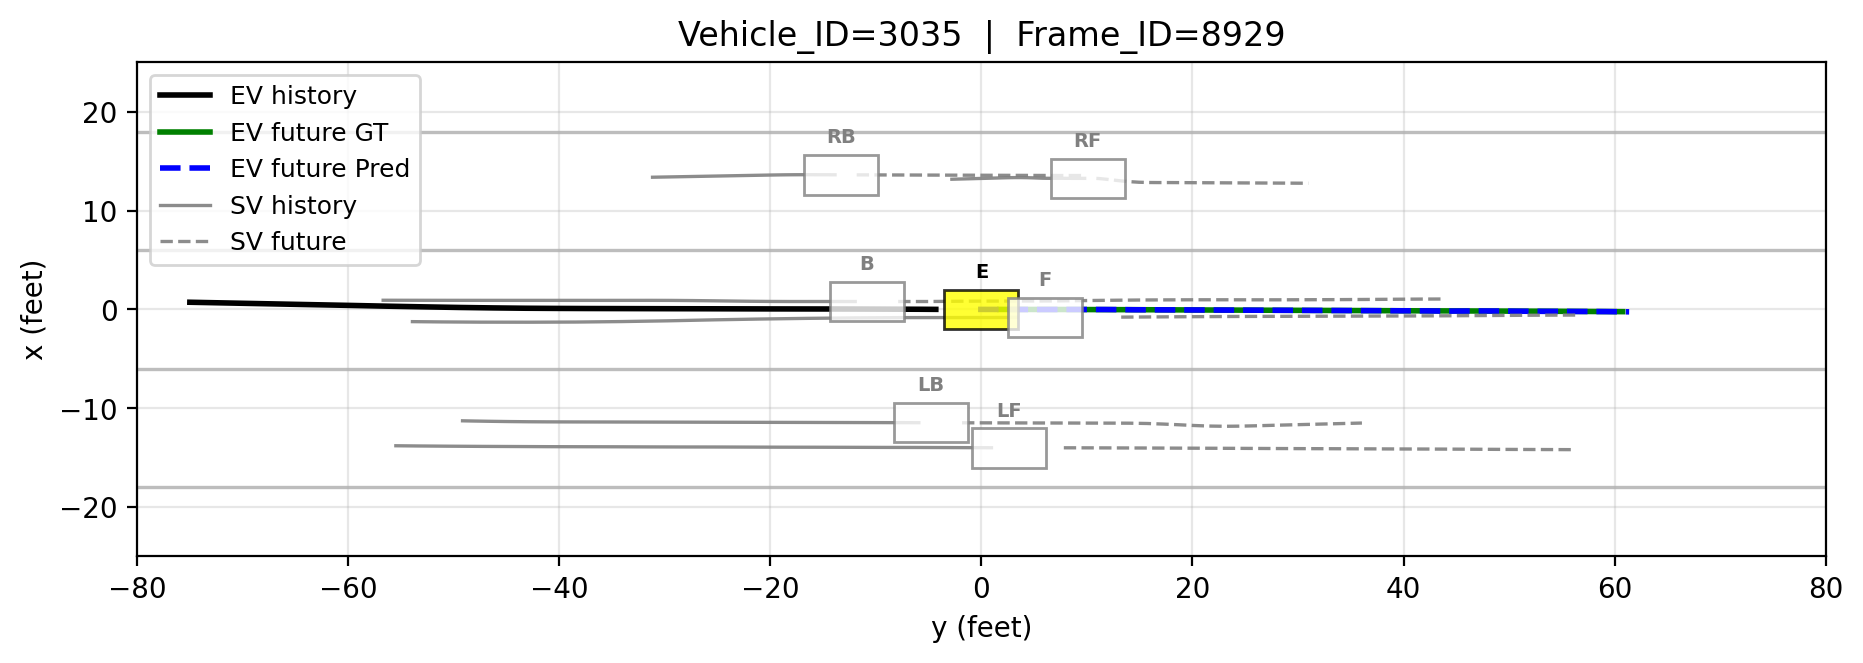 Vehicle_ID=3035 | Frame_ID=8929
EV history
EV future GT
EV future Pred
SV history
SV future
RB
RF
B
E
F
LB
LF
20
10
0
−10
−20
x (feet)
−80
−60
−40
−20
0
20
40
60
80
y (feet)